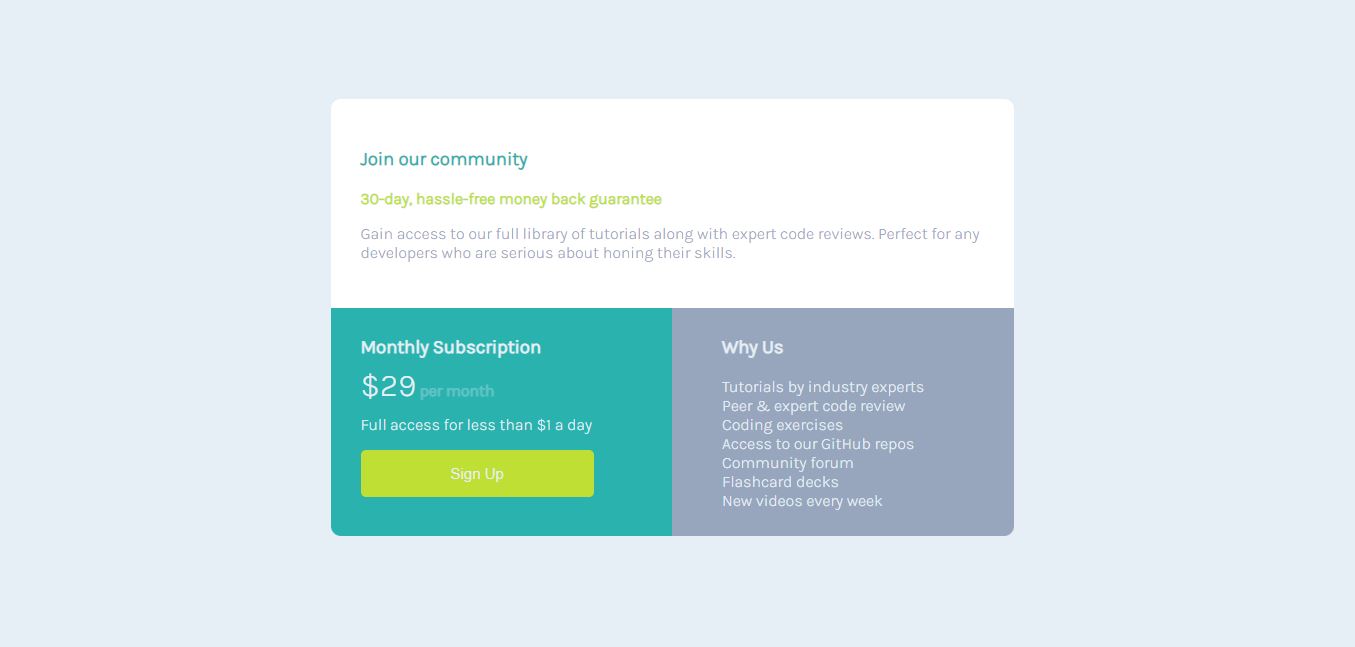 Join our community
30-day, hassle-free money back guarantee
Gain access to our full library of tutorials along with expert code reviews. Perfect for any
developers who are serious about honing their skills.
Monthly Subscription
$29 per month
Full access for less than $1 a day
Sign Up
Why Us
Tutorials by industry experts
Peer & expert code review
Coding exercises
Access to our GitHub repos
Community forum
Flashcard decks
New videos every week